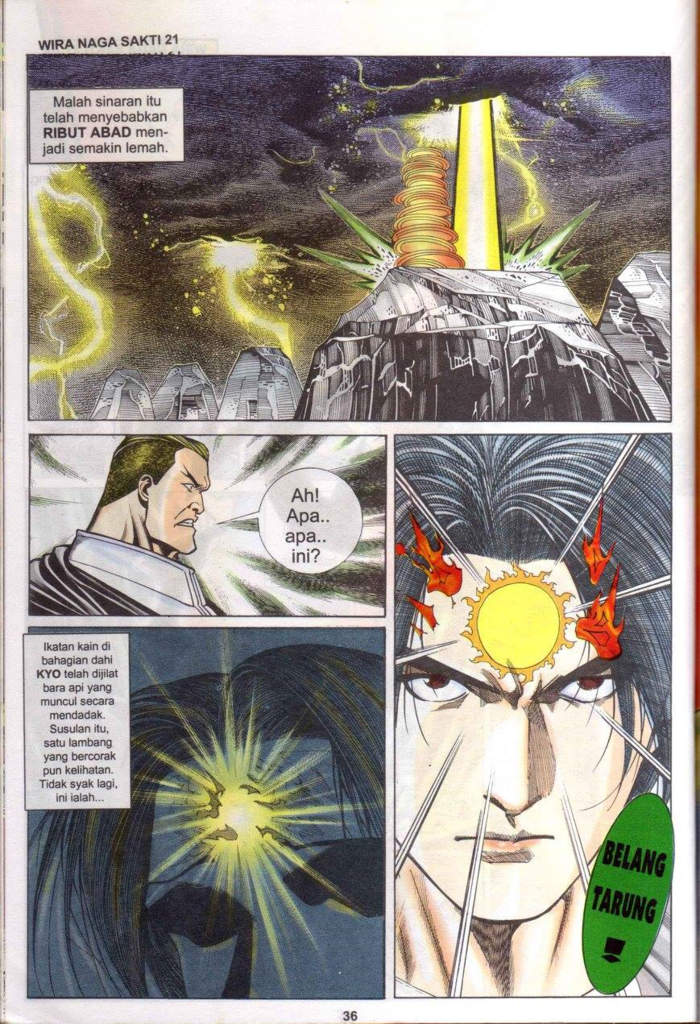 WIRA NAGA SAKTI 21
Malah sinaran itu
telah menyebabkan
RIBUT ABAD men-
jadi semakin lemah.
Ah!
Apa..
apa..
ini?
Ikatan kain di
bahagian dahi
KYO telah dijilat
bara api yang
muncul secara
mendadak.
Susulan itu,
satu lambang
yang bercorak
pun kelihatan.
Tidak syak lagi,
ini ialah...
BELANG
TARUNG
!
36